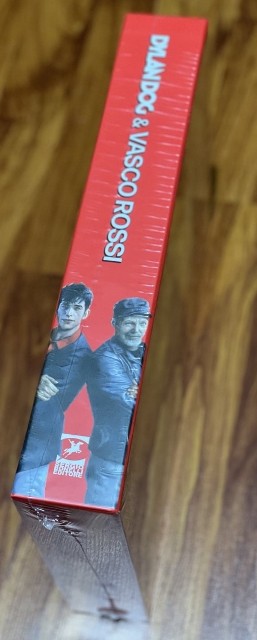 DYLAN DOG & VASCO ROSSI
SERGIO
BONELLI
EDITORE